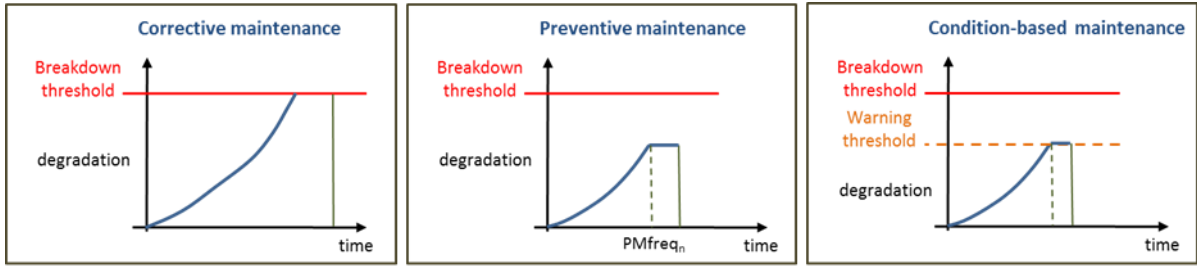 Corrective maintenance
Breakdown
threshold
degradation
time
Preventive maintenance
Breakdown
threshold
degradation
PMfreqₙ
time
Condition-based maintenance
Breakdown
threshold
Warning
threshold
degradation
time